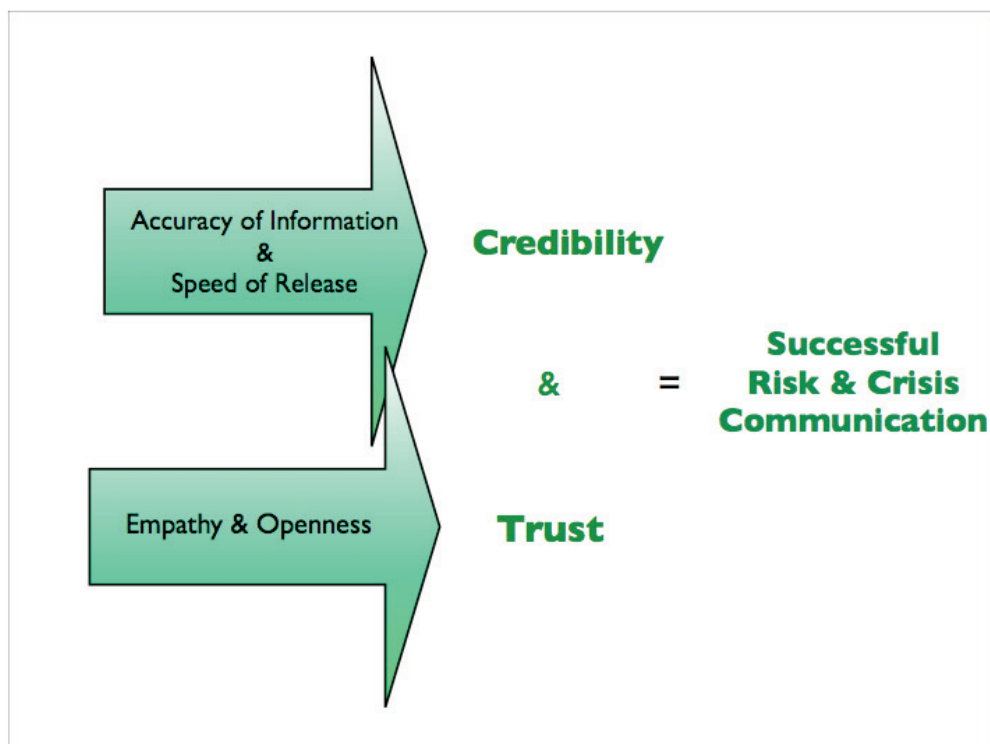 Accuracy of Information
&
Speed of Release
Credibility
&
=
Successful
Risk & Crisis
Communication
Empathy & Openness
Trust